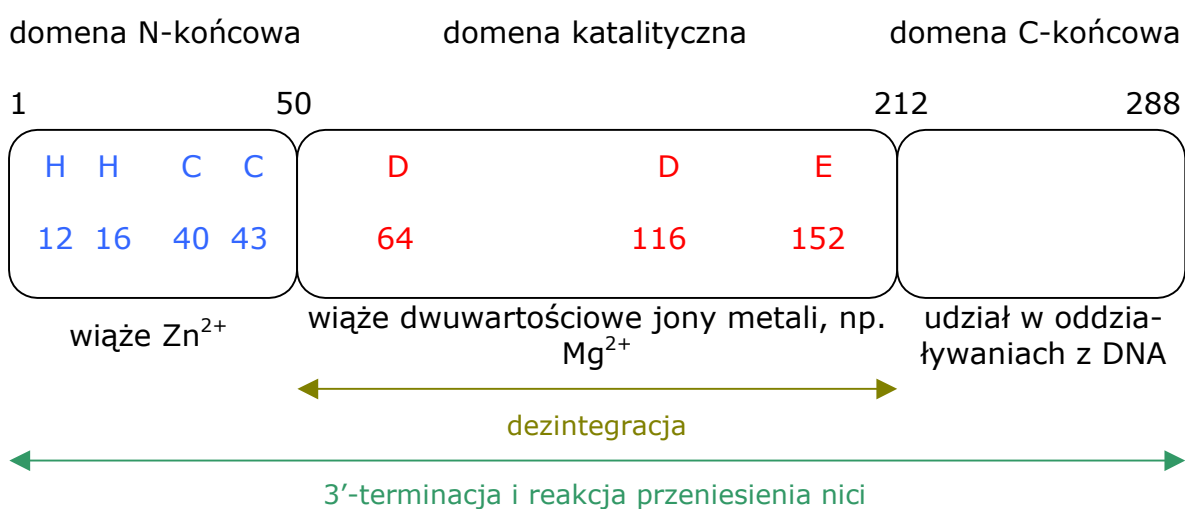 domena N-końcowa domena katalityczna domena C-końcowa
1 50 212 288
H H C C D D E
12 16 40 43 64 116 152
wiąże Zn²⁺
wiąże dwuwartościowe jony metali, np.
Mg²⁺
udział w oddzia-
ływaniach z DNA
dezintegracja
3′-terminacja i reakcja przeniesienia nici